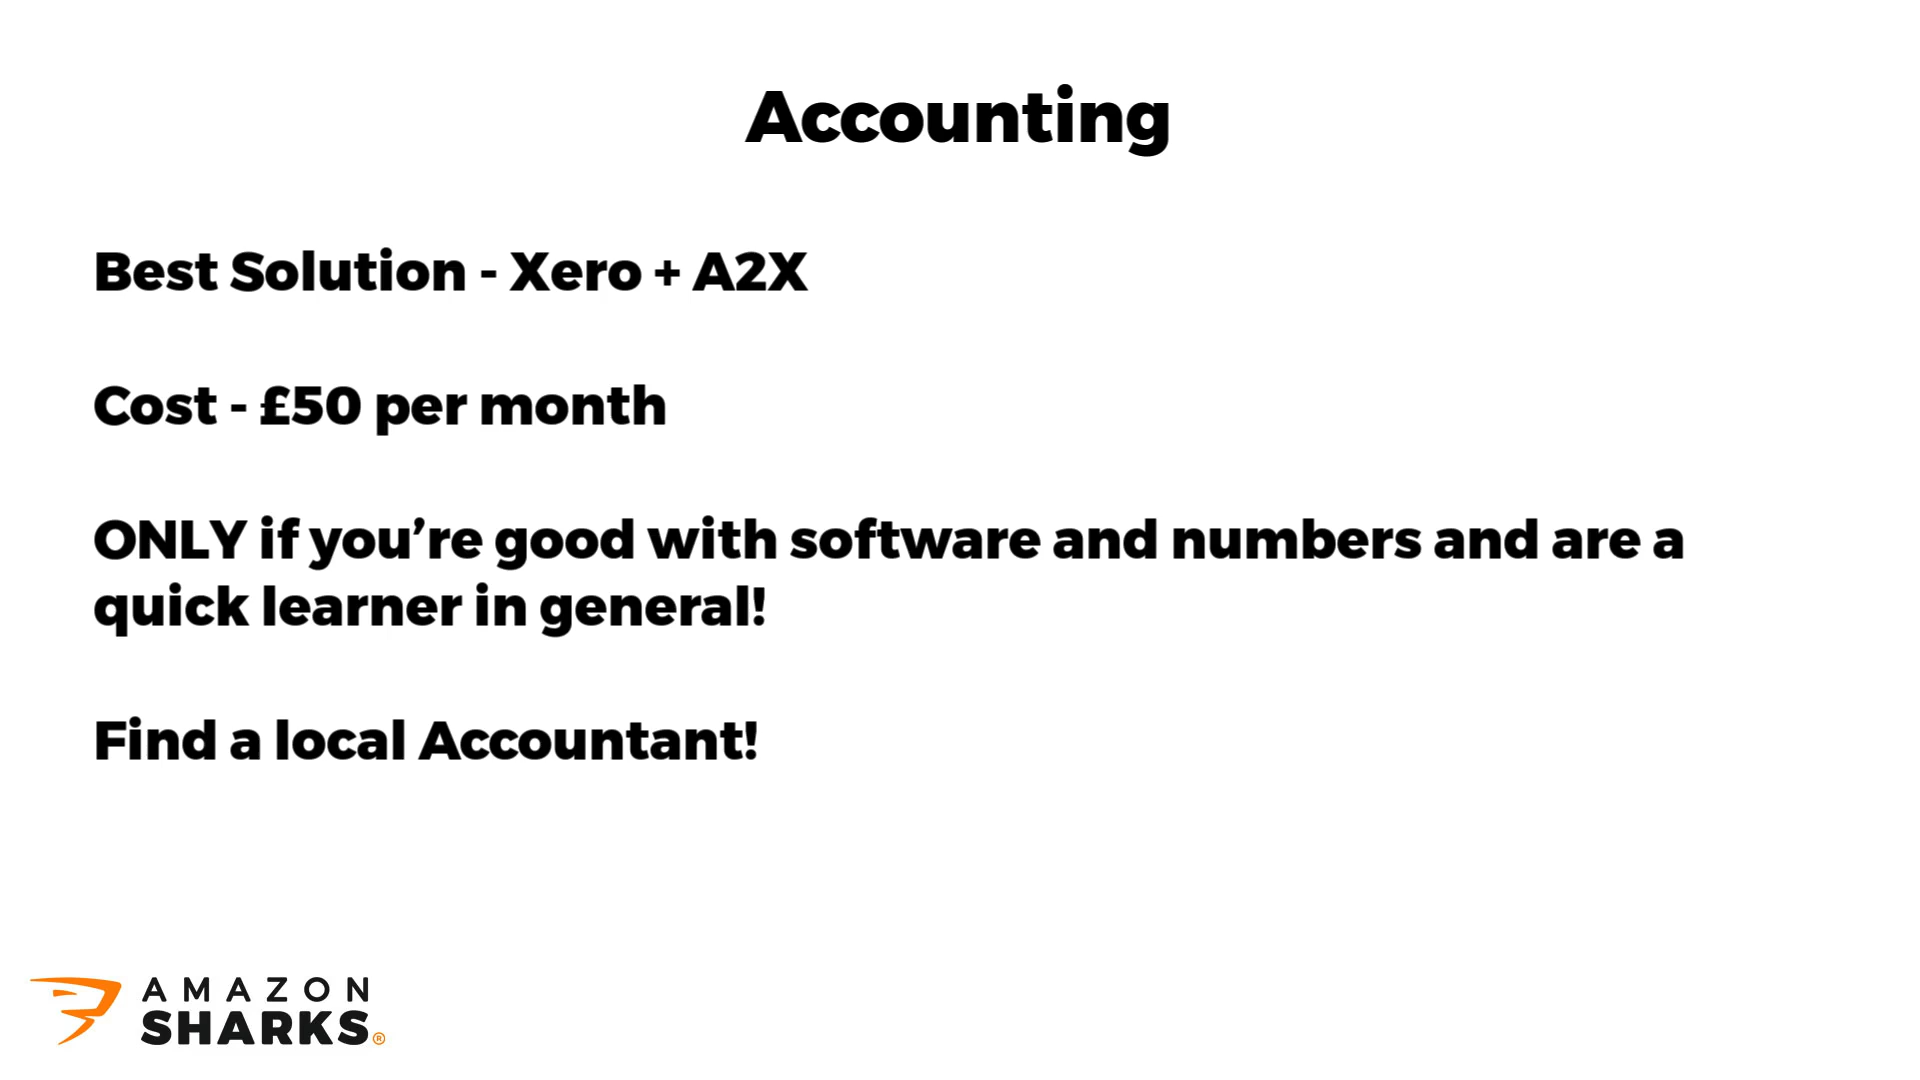 Accounting
Best Solution - Xero + A2X
Cost - £50 per month
ONLY if you’re good with software and numbers and are a
quick learner in general!
Find a local Accountant!
AMAZON
SHARKS®